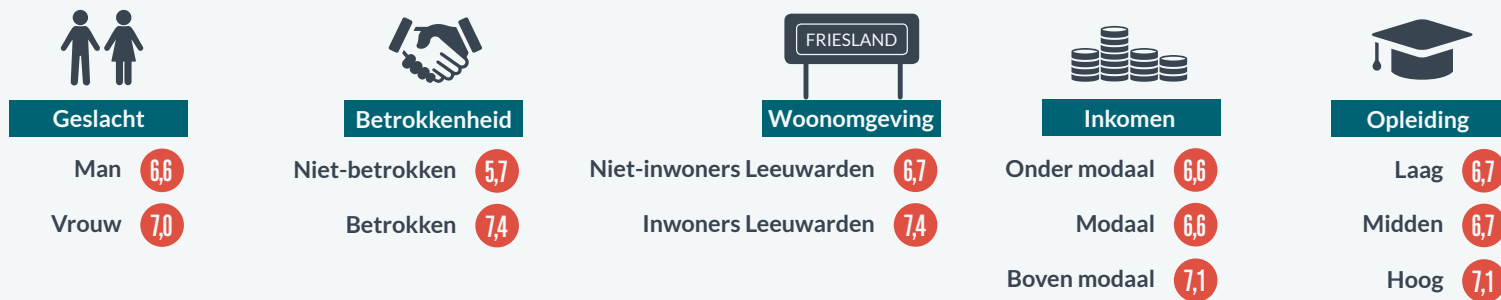 Geslacht
Man 6,6
Vrouw 7,0
Betrokkenheid
Niet-betrokken 5,7
Betrokken 7,4
FRIESLAND
Woonomgeving
Niet-inwoners Leeuwarden 6,7
Inwoners Leeuwarden 7,4
Inkomen
Onder modaal 6,6
Modaal 6,6
Boven modaal 7,1
Opleiding
Laag 6,7
Midden 6,7
Hoog 7,1